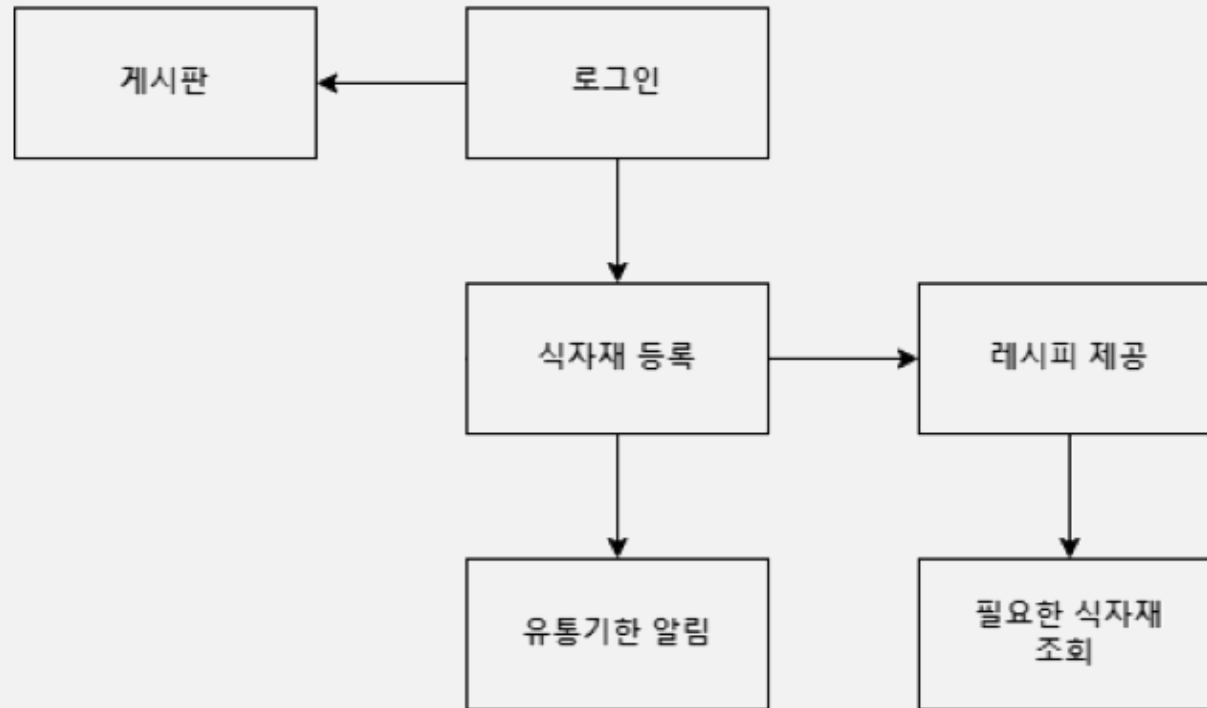 게시판
로그인
식자재 등록
레시피 제공
유통기한 알림
필요한 식자재
조회